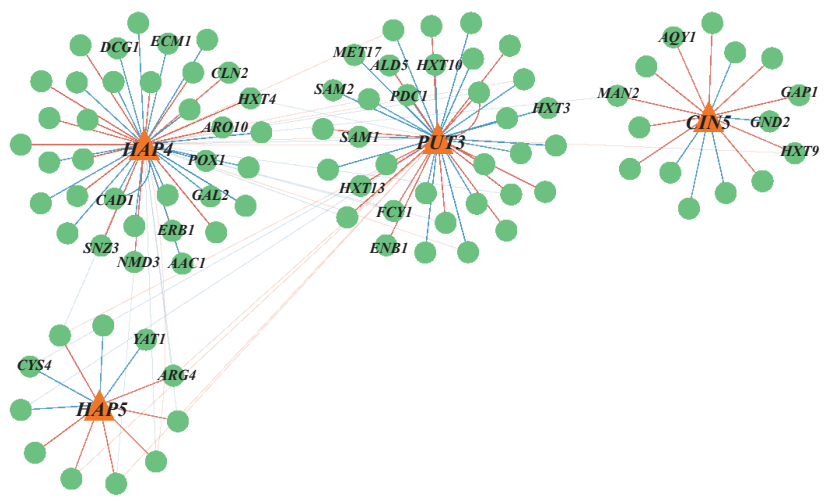 DCG1
ECM1
CLN2
HXT4
ARO10
HAP4
POX1
CAD1
GAL2
ERB1
SNZ3
NMD3
AAC1
MET17
ALD5
HXT10
SAM2
PDC1
HXT3
SAM1
PUT3
HXT13
FCY1
ENB1
AQY1
MAN2
GAP1
CIN5
GND2
HXT9
YAT1
CYS4
ARG4
HAP5